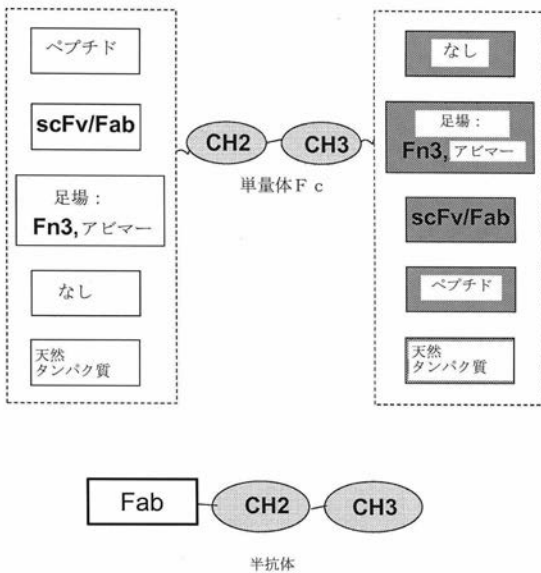 ペプチド
scFv/Fab
足場：
Fn3,アビマー
なし
天然
タンパク質
CH2
CH3
単量体Ｆｃ
なし
足場：
Fn3,アビマー
scFv/Fab
ペプチド
天然
タンパク質
Fab
CH2
CH3
半抗体